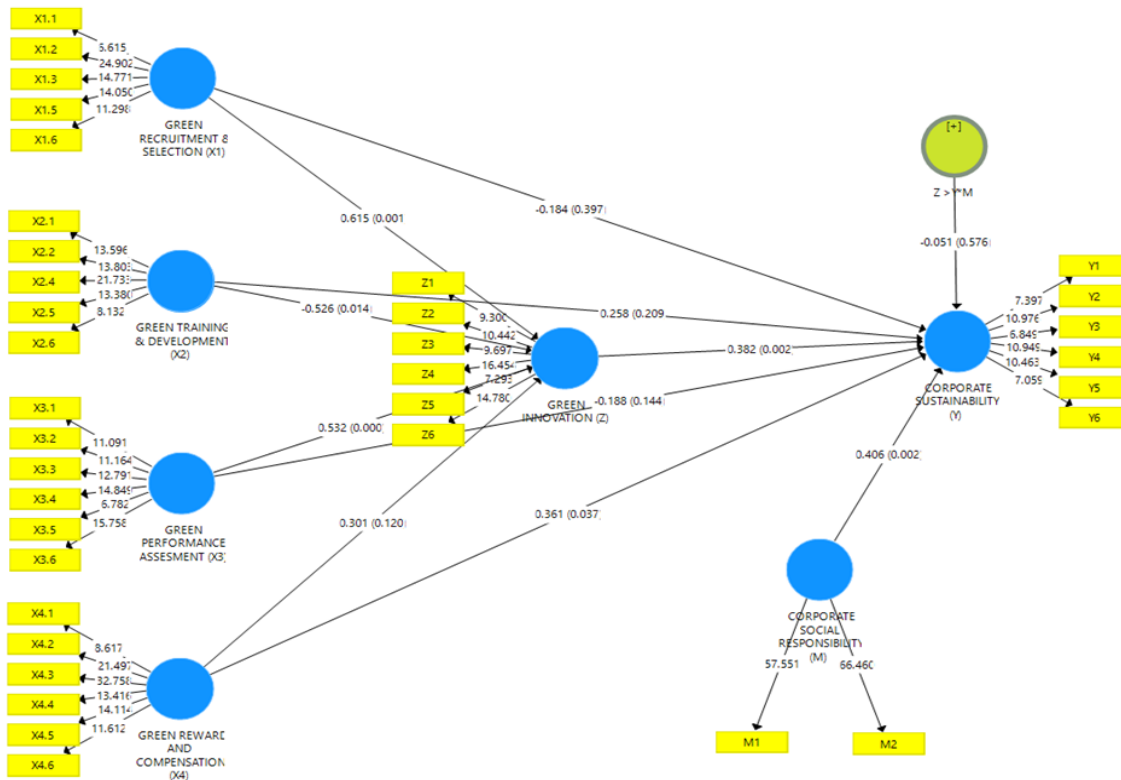 X1.1
X1.2
X1.3
X1.5
X1.6
5.615
24.902
14.771
14.050
11.298
GREEN
RECRUITMENT &
SELECTION (X1)
X2.1
X2.2
X2.4
X2.5
X2.6
13.596
13.803
21.733
13.380
8.132
GREEN TRAINING
& DEVELOPMENT
(X2)
X3.1
X3.2
X3.3
X3.4
X3.5
X3.6
11.091
11.164
12.791
14.849
6.782
15.758
GREEN
PERFORMANCE
ASSESMENT (X3)
X4.1
X4.2
X4.3
X4.4
X4.5
X4.6
8.617
21.497
32.758
13.416
14.114
11.612
GREEN REWARD
AND
COMPENSATION
(X4)
0.615 (0.001
-0.184 (0.397)
-0.526 (0.014)
0.258 (0.209
0.532 (0.000)
-0.188 (0.144)
0.301 (0.120)
0.361 (0.037)
Z1
Z2
Z3
Z4
Z5
Z6
9.300
10.442
9.697
16.454
7.293
14.780
GREEN
INNOVATION (Z)
0.382 (0.002)
[+]
-0.051 (0.576)
CORPORATE
SUSTAINABILITY
(Y)
7.397
10.976
6.849
10.949
10.463
7.059
Y1
Y2
Y3
Y4
Y5
Y6
0.406 (0.002)
CORPORATE
SOCIAL
RESPONSIBILITY
(M)
57.551
66.460
M1
M2